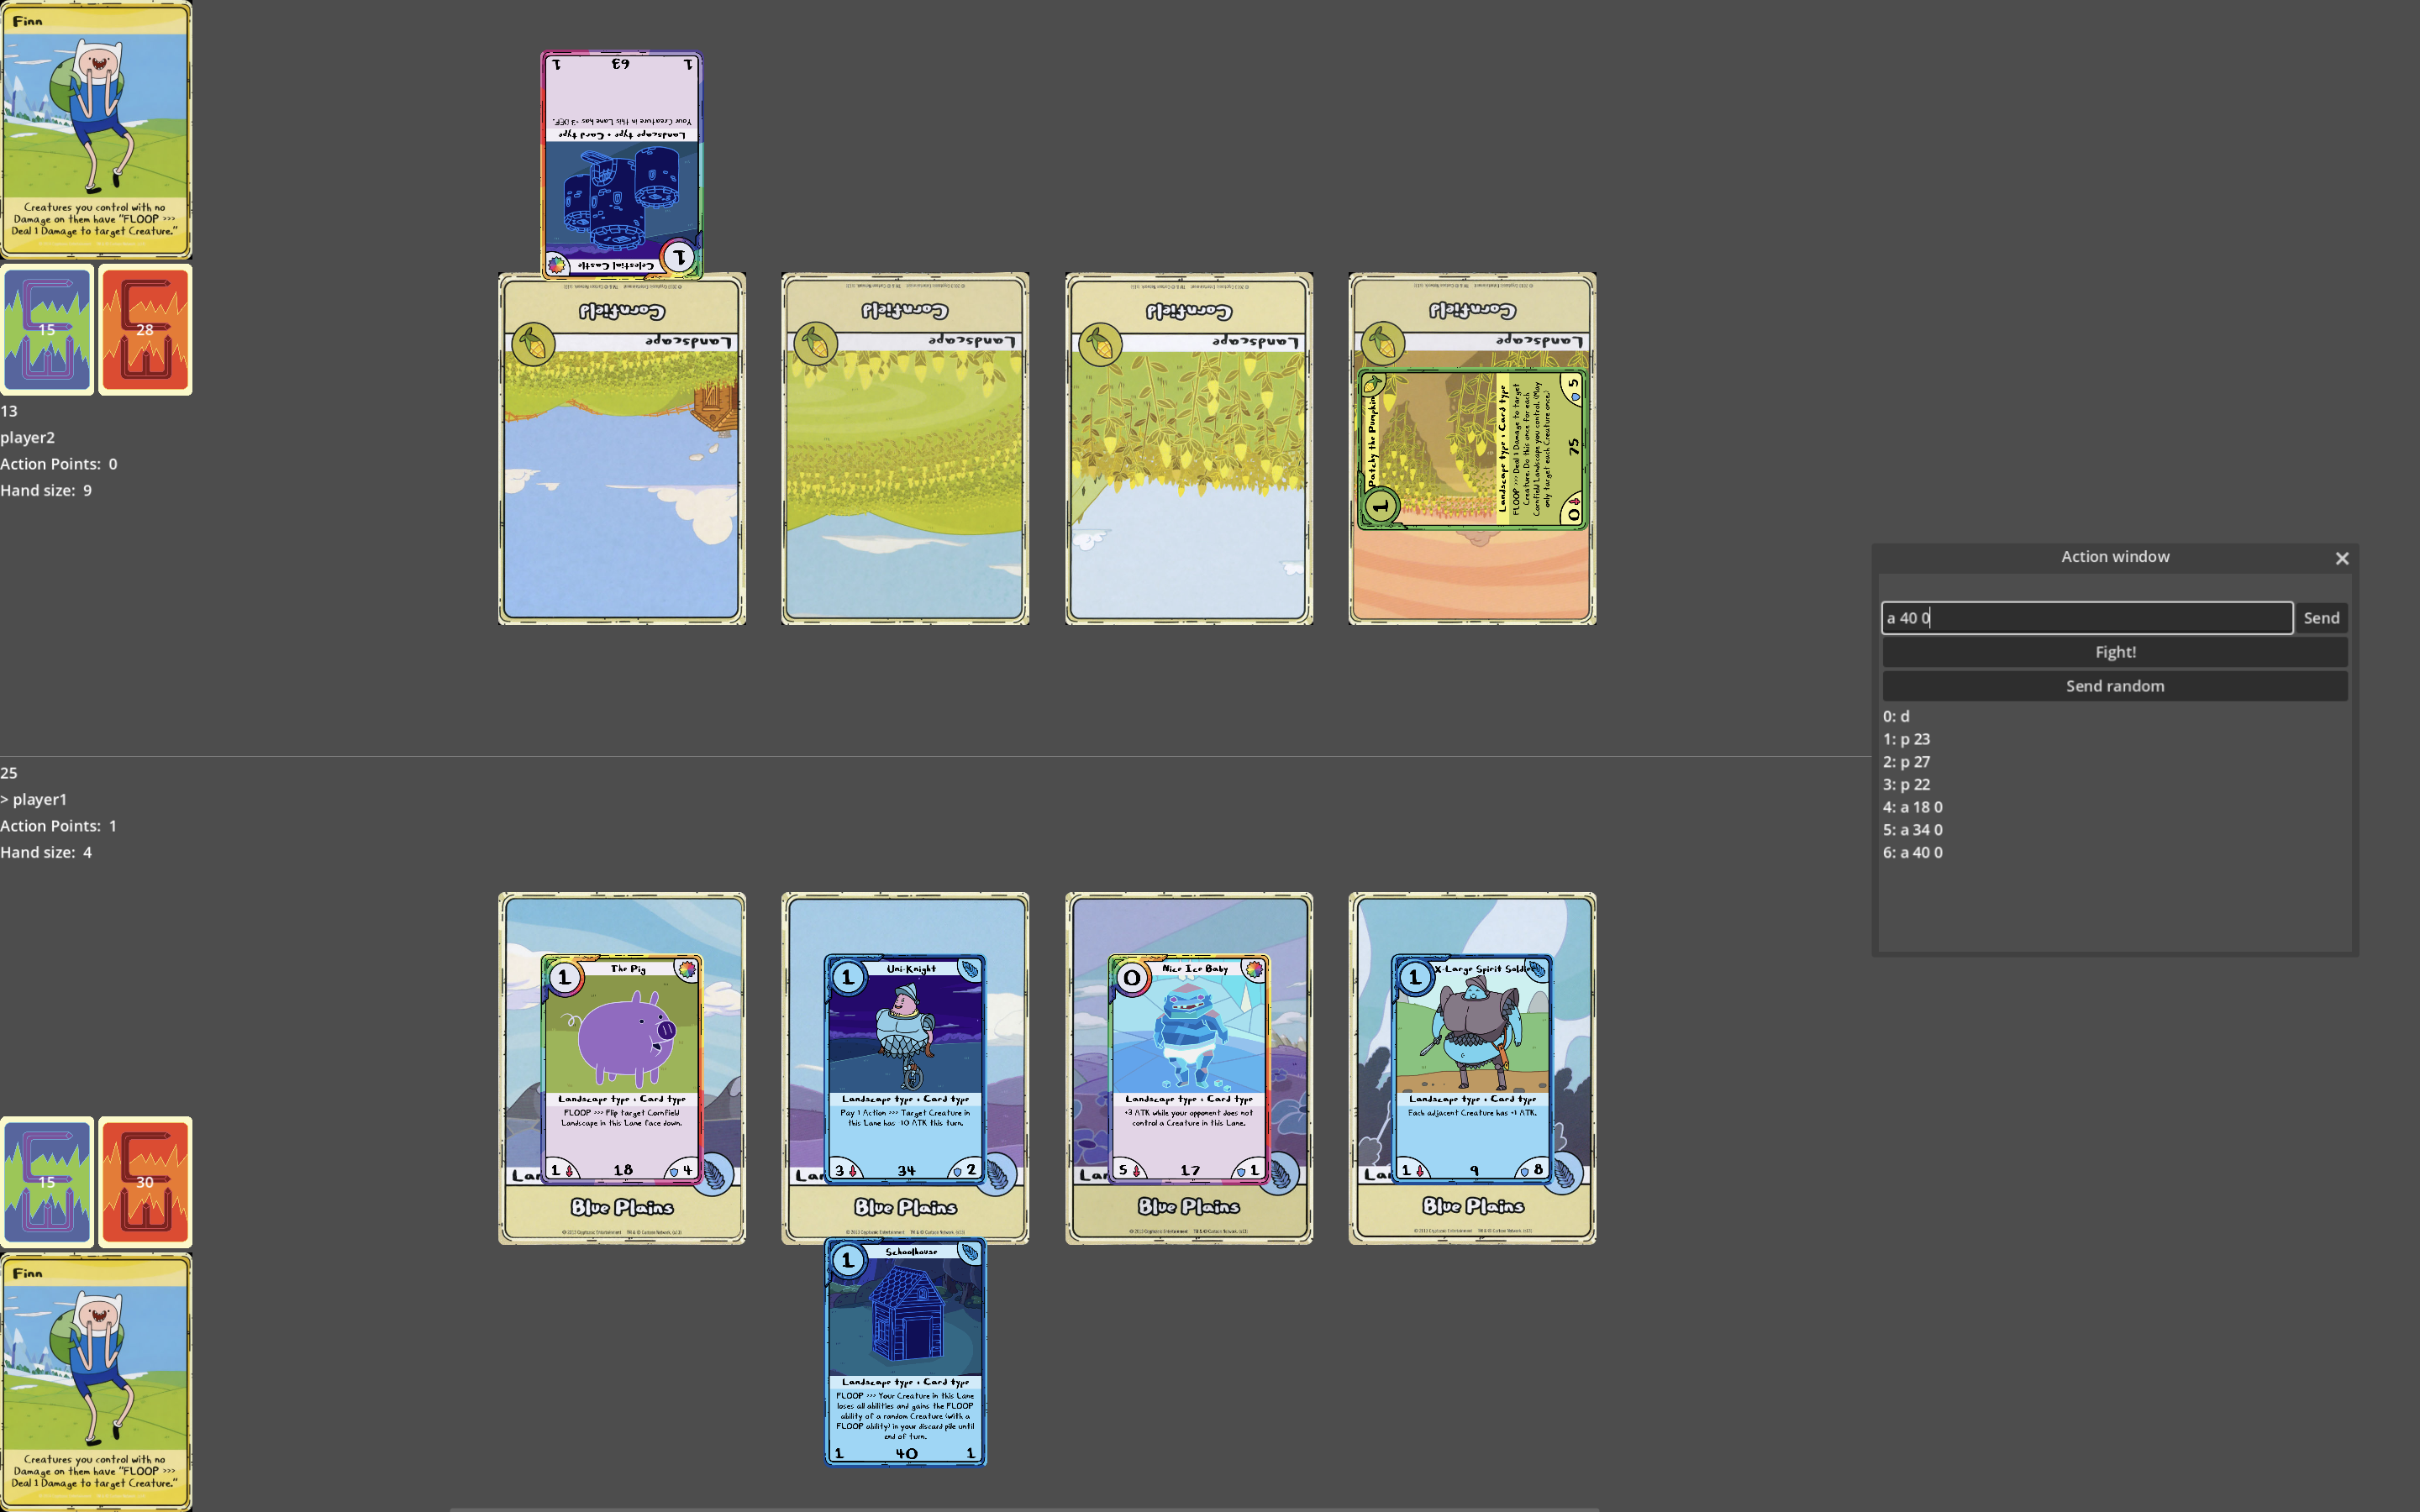 Finn
Creatures you control with no
Damage on them have "FLOOP >>>
Deal 1 Damage to target Creature."
15
28
13
player2
Action Points: 0
Hand size: 9
1
63
1
Your Creature in this Lane has +3 DEF.
Landscape type • Card type
Celestial Castle
1
Cornfield
Landscape
Cornfield
Landscape
Cornfield
Landscape
Cornfield
Landscape
1
Patchy the Pumpkin
Landscape type • Card type
FLOOP >>> Deal 1 Damage to target
Creature. Do this once for each
Cornfield Landscape you control. (May
only target each Creature once.)
0
75
5
Action window
a 40 0
Send
Fight!
Send random
0: d
1: p 23
2: p 27
3: p 22
4: a 18 0
5: a 34 0
6: a 40 0
25
> player1
Action Points: 1
Hand size: 4
1
The Pig
Landscape type • Card type
FLOOP >>> Flip target Cornfield
Landscape in this Lane face down.
1
18
4
Lan
Blue Plains
1
Uni-Knight
Landscape type • Card type
Pay 1 Action >>> Target Creature in
this Lane has -10 ATK this turn.
3
34
2
Lan
Blue Plains
0
Nice Ice Baby
Landscape type • Card type
+3 ATK while your opponent does not
control a Creature in this Lane.
5
17
1
Lan
Blue Plains
1
X-Large Spirit Soldier
Landscape type • Card type
Each adjacent Creature has +1 ATK.
1
9
8
La
Blue Plains
1
Schoolhouse
Landscape type • Card type
FLOOP >>> Your Creature in this Lane
loses all abilities and gains the FLOOP
ability of a random Creature (with a
FLOOP ability) in your discard pile until
end of turn.
1
40
1
15
30
Finn
Creatures you control with no
Damage on them have "FLOOP >>>
Deal 1 Damage to target Creature."